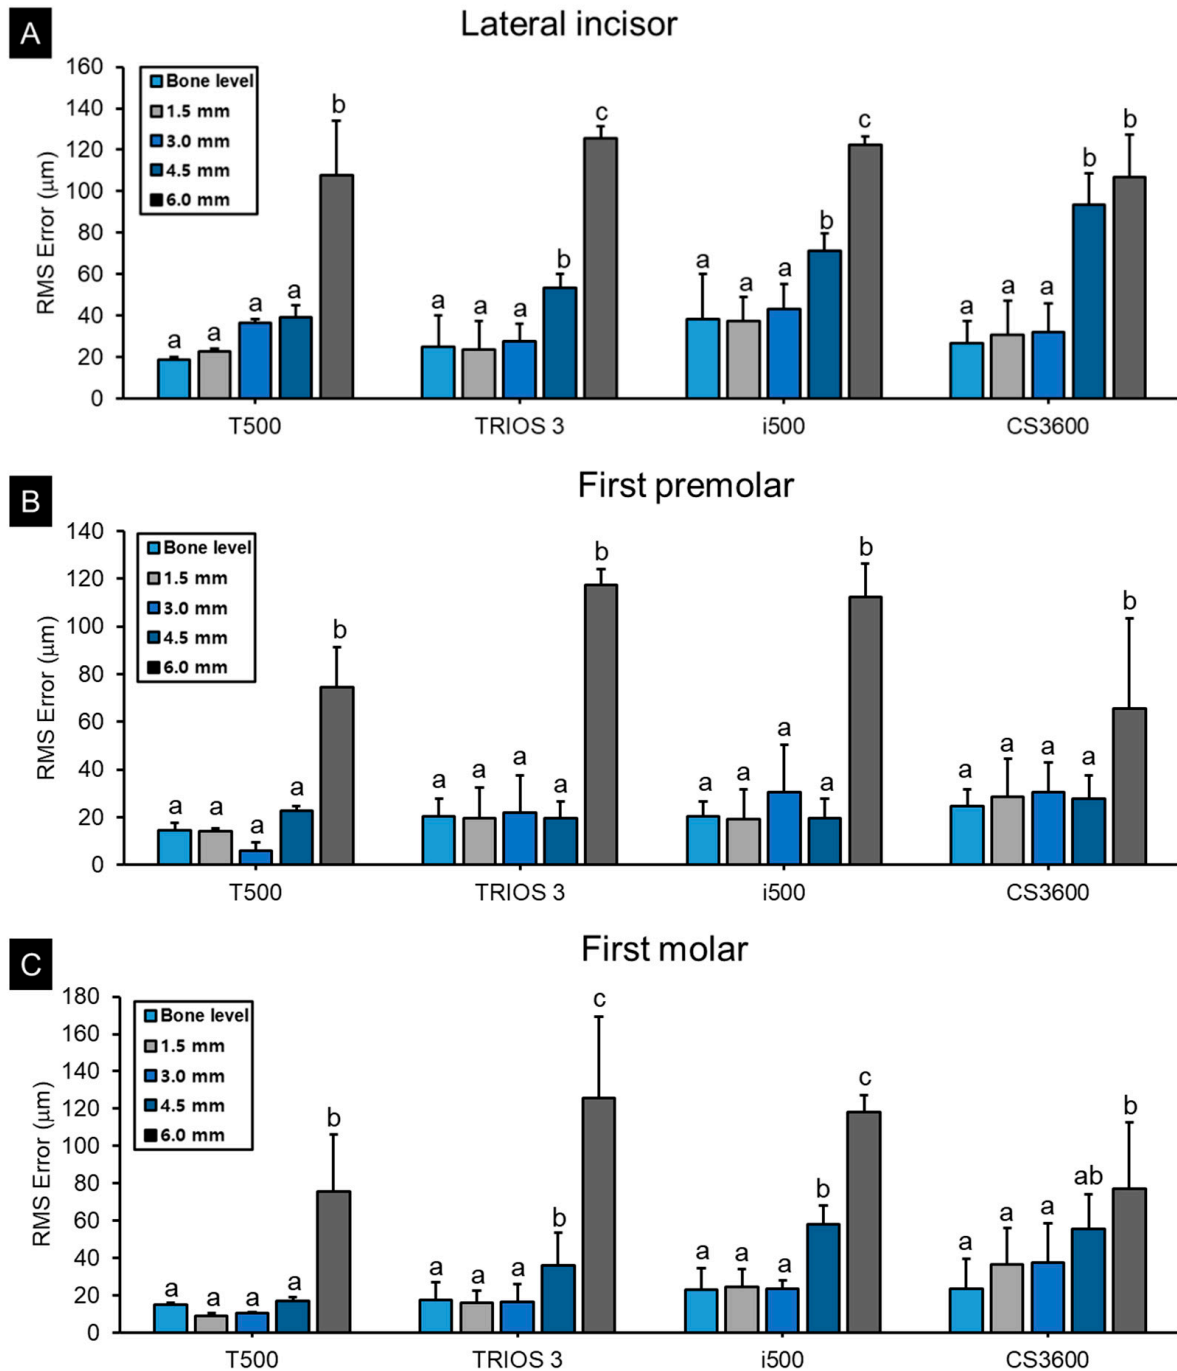 A
Lateral incisor
RMS Error (μm)
160
140
120
100
80
60
40
20
0
Bone level
1.5 mm
3.0 mm
4.5 mm
6.0 mm
a a a a b
a a a b c
a a a b c
a a a b b
T500 TRIOS 3 i500 CS3600
B
First premolar
RMS Error (μm)
140
120
100
80
60
40
20
0
Bone level
1.5 mm
3.0 mm
4.5 mm
6.0 mm
a a a a b
a a a a b
a a a a b
a a a a b
T500 TRIOS 3 i500 CS3600
C
First molar
RMS Error (μm)
180
160
140
120
100
80
60
40
20
0
Bone level
1.5 mm
3.0 mm
4.5 mm
6.0 mm
a a a a b
a a a b c
a a a b c
a a a ab b
T500 TRIOS 3 i500 CS3600